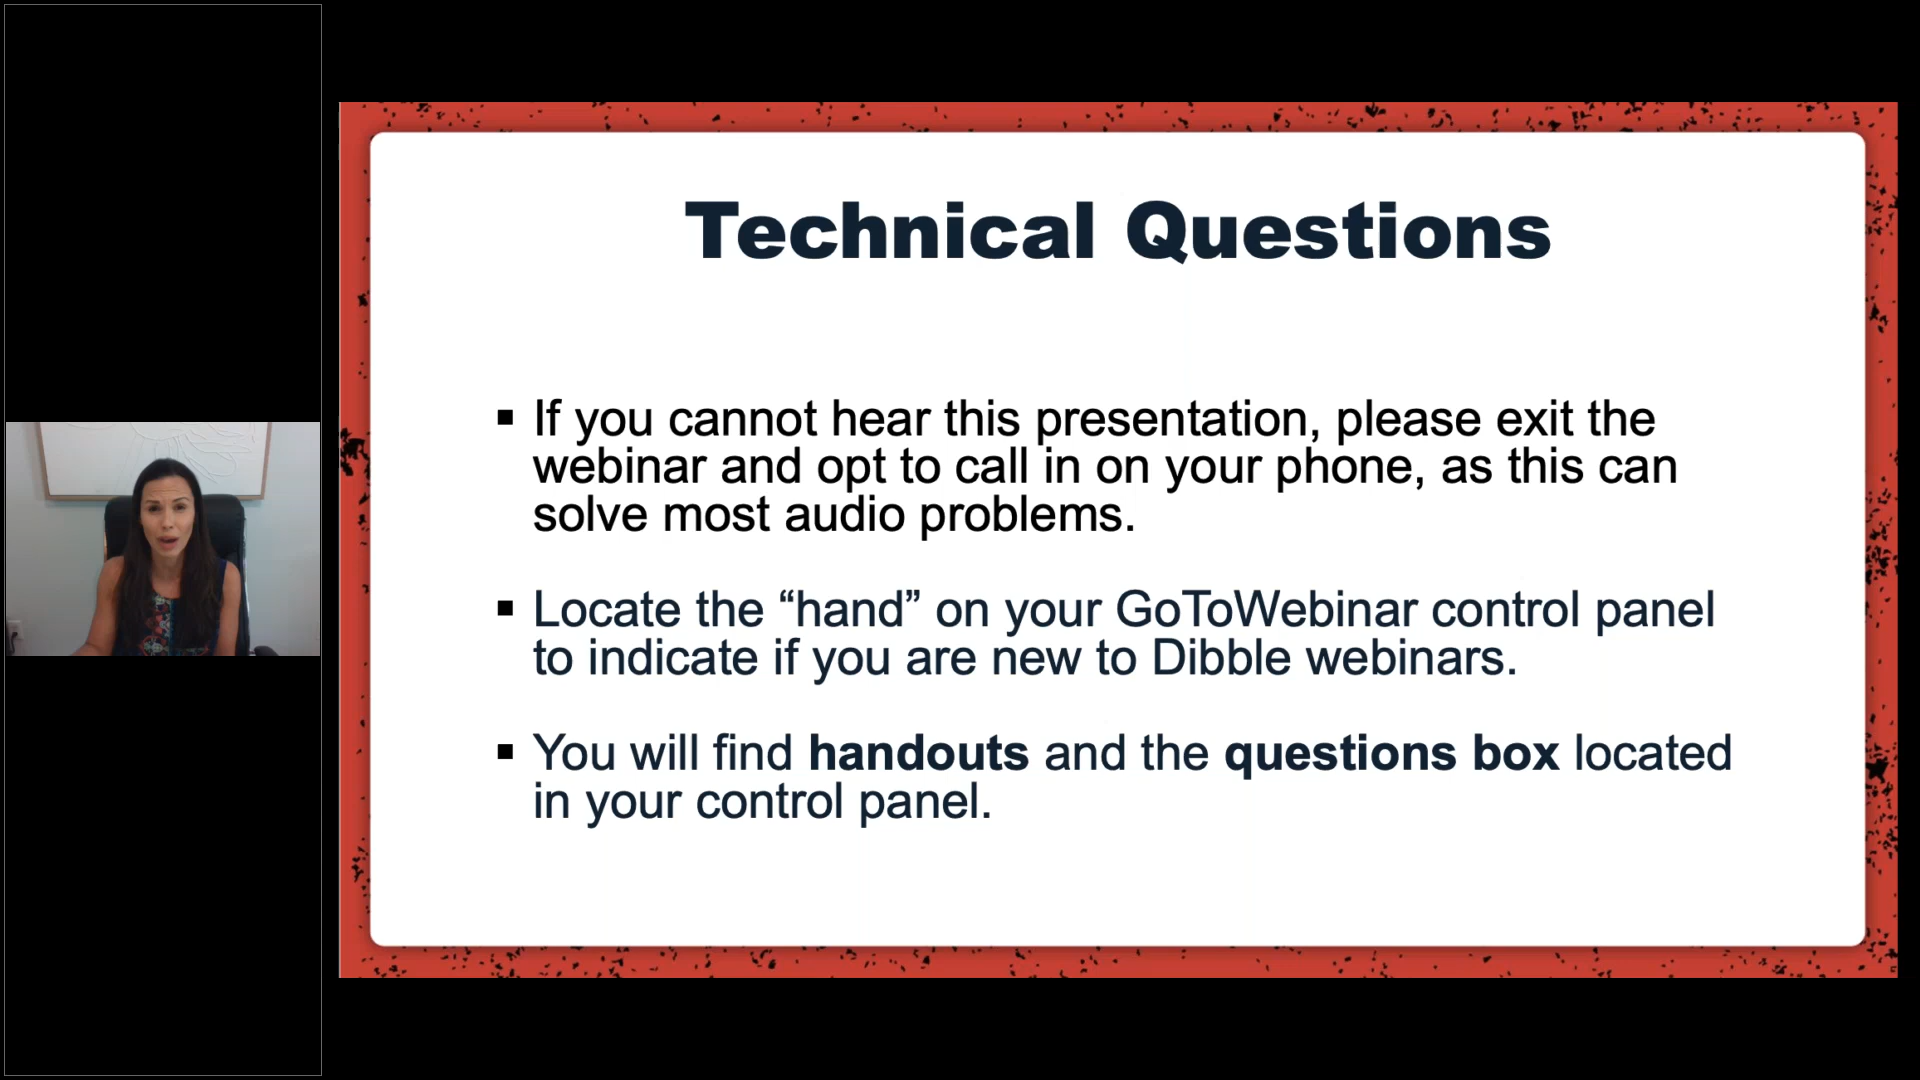 Technical Questions
▪ If you cannot hear this presentation, please exit the
webinar and opt to call in on your phone, as this can
solve most audio problems.
▪ Locate the “hand” on your GoToWebinar control panel
to indicate if you are new to Dibble webinars.
▪ You will find handouts and the questions box located
in your control panel.